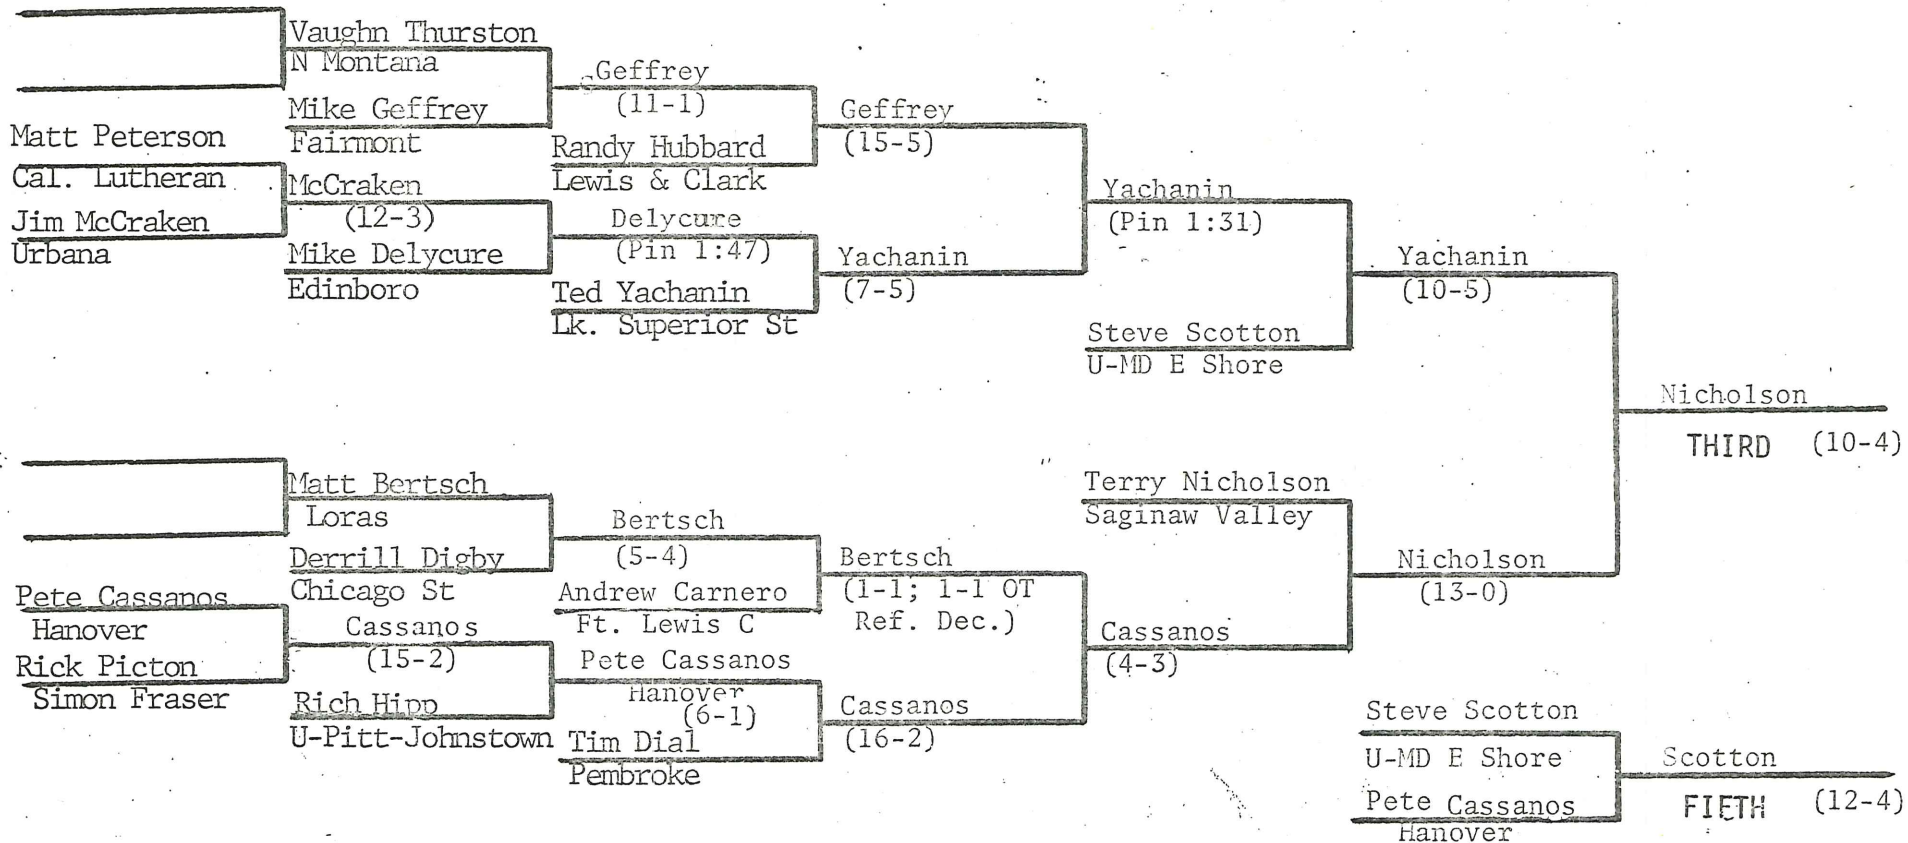 Vaughn Thurston
N Montana
Geffrey
(11-1)
Mike Geffrey
Fairmont
Geffrey
(15-5)
Matt Peterson
Cal. Lutheran
Randy Hubbard
Lewis & Clark
McCraken
(12-3)
Jim McCraken
Urbana
Delycure
(Pin 1:47)
Mike Delycure
Edinboro
Yachanin
(7-5)
Ted Yachanin
Lk. Superior St
Yachanin
(Pin 1:31)
Yachanin
(10-5)
Steve Scotton
U-MD E Shore
Nicholson
THIRD (10-4)
Matt Bertsch
Loras
Bertsch
(5-4)
Derrill Digby
Chicago St
Bertsch
(1-1; 1-1 OT
Ref. Dec.)
Andrew Carnero
Ft. Lewis C
Terry Nicholson
Saginaw Valley
Nicholson
(13-0)
Pete Cassanos
Hanover
Cassanos
(15-2)
Rick Picton
Simon Fraser
Pete Cassanos
Hanover
(6-1)
Rich Hipp
U-Pitt-Johnstown
Cassanos
(16-2)
Tim Dial
Pembroke
Cassanos
(4-3)
Steve Scotton
U-MD E Shore
Scotton
FIETH (12-4)
Pete Cassanos
Hanover